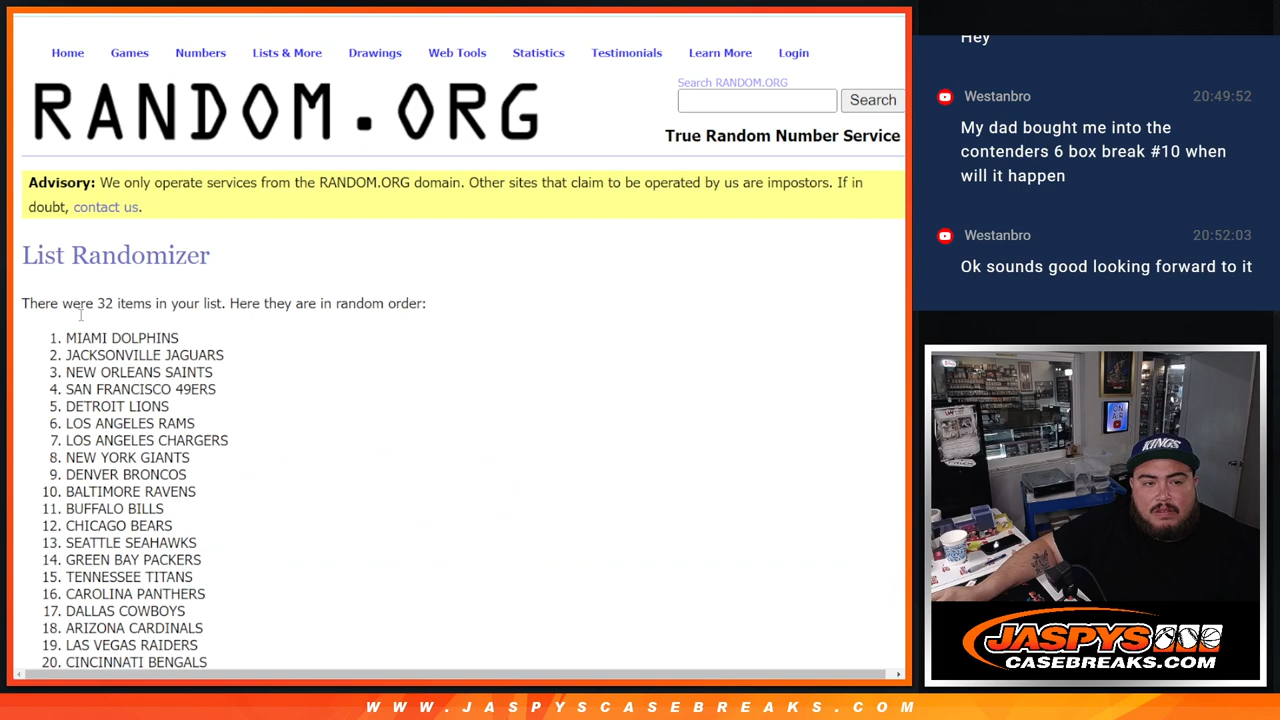 Home Games Numbers Lists & More Drawings Web Tools Statistics Testimonials Learn More Login
RANDOM.ORG
Search RANDOM.ORG
Search
True Random Number Service
Advisory: We only operate services from the RANDOM.ORG domain. Other sites that claim to be operated by us are impostors. If in
doubt, contact us.
List Randomizer
There were 32 items in your list. Here they are in random order:
1. MIAMI DOLPHINS
2. JACKSONVILLE JAGUARS
3. NEW ORLEANS SAINTS
4. SAN FRANCISCO 49ERS
5. DETROIT LIONS
6. LOS ANGELES RAMS
7. LOS ANGELES CHARGERS
8. NEW YORK GIANTS
9. DENVER BRONCOS
10. BALTIMORE RAVENS
11. BUFFALO BILLS
12. CHICAGO BEARS
13. SEATTLE SEAHAWKS
14. GREEN BAY PACKERS
15. TENNESSEE TITANS
16. CAROLINA PANTHERS
17. DALLAS COWBOYS
18. ARIZONA CARDINALS
19. LAS VEGAS RAIDERS
20. CINCINNATI BENGALS
Hey
Westanbro 20:49:52
My dad bought me into the
contenders 6 box break #10 when
will it happen
Westanbro 20:52:03
Ok sounds good looking forward to it
ON
AIR
KINGS
JASPYS
CASEBREAKS.COM
WWW.JASPYSCASEBREAKS.COM